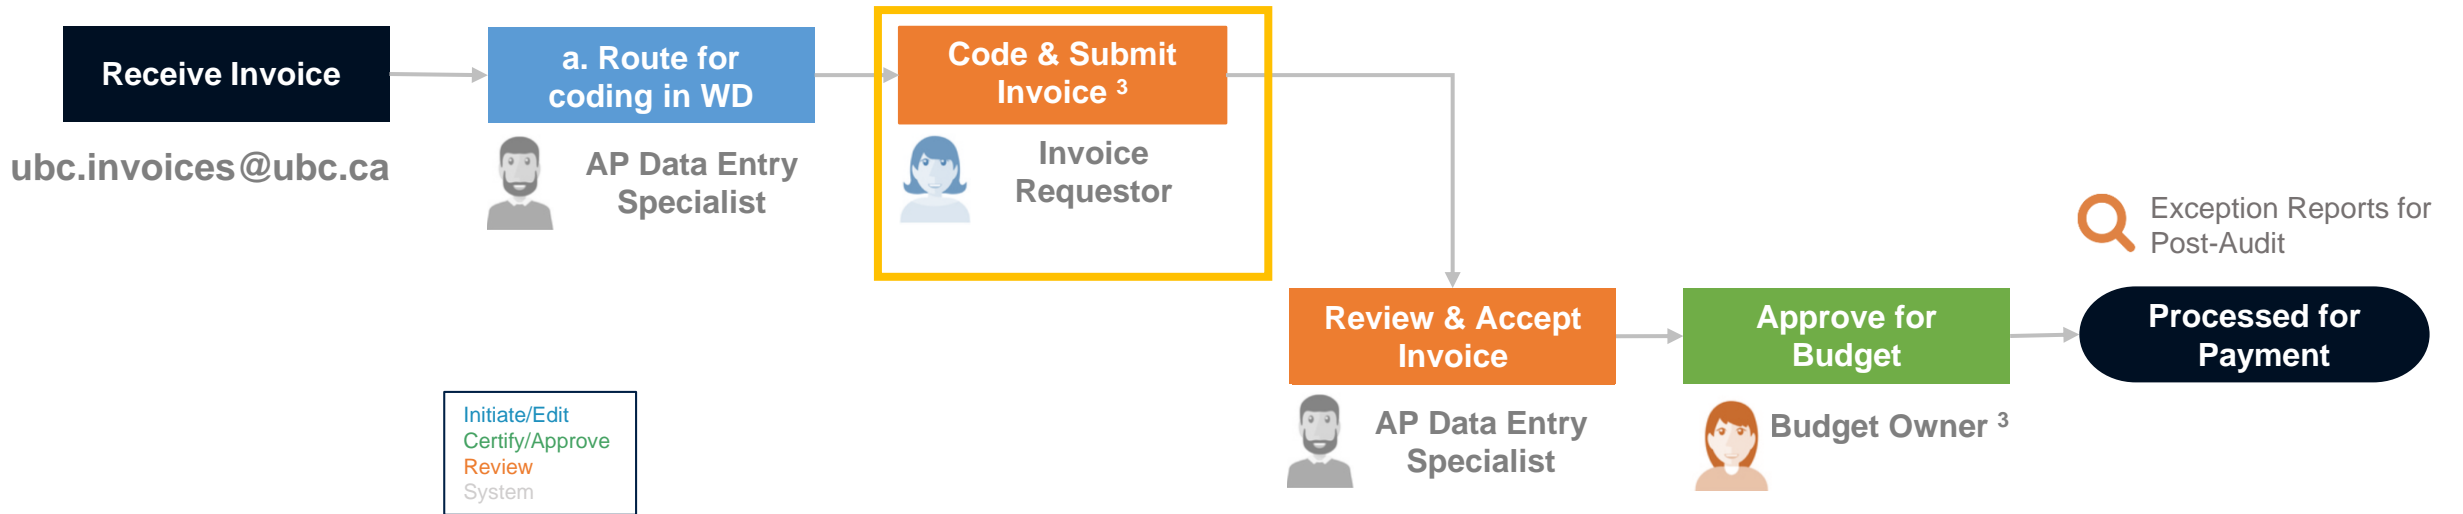 Receive Invoice
ubc.invoices@ubc.ca
a. Route for
coding in WD
AP Data Entry
Specialist
Code & Submit
Invoice ³
Invoice
Requestor
Review & Accept
Invoice
AP Data Entry
Specialist
Approve for
Budget
Budget Owner ³
Exception Reports for
Post-Audit
Processed for
Payment
Initiate/Edit
Certify/Approve
Review
System